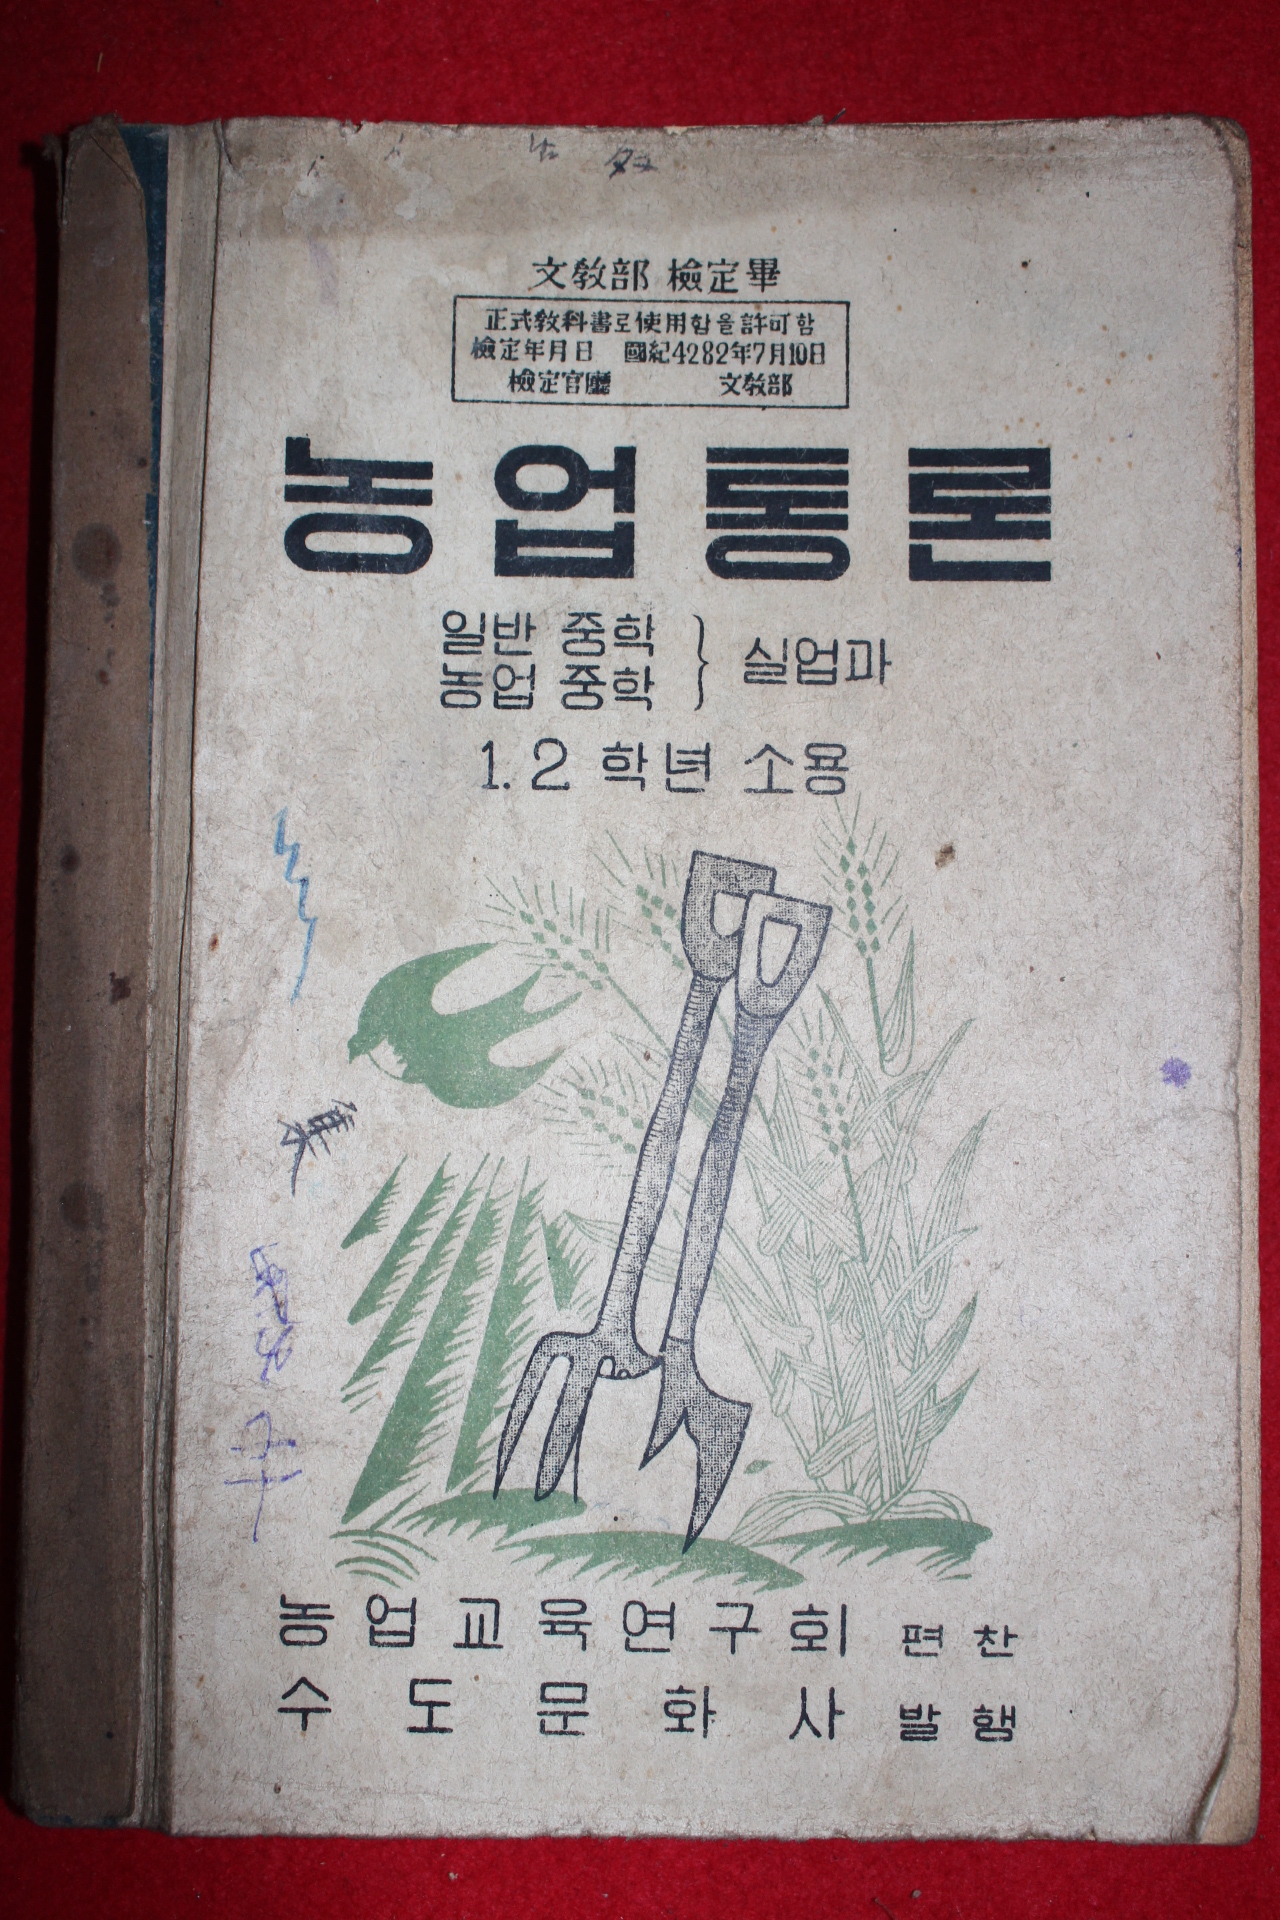 文敎部 檢定畢
正式敎科書로使用함을許可함
檢定年月日 國紀4282年7月10日
檢定官廳 文敎部
농업통론
일반 중학
농업 중학 } 실업과
1.2 학년 소용
농업교육연구회 편찬
수도문화사 발행